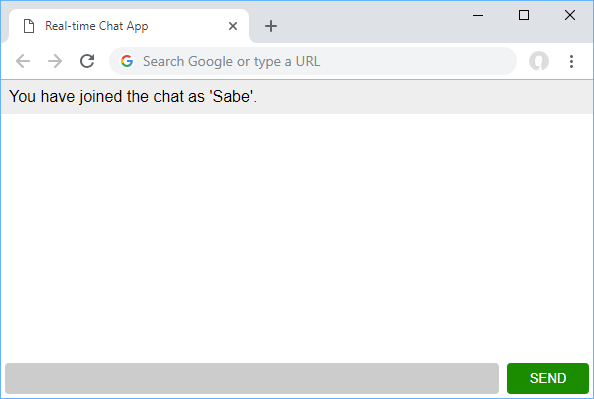 Real-time Chat App
Search Google or type a URL
You have joined the chat as 'Sabe'.
SEND